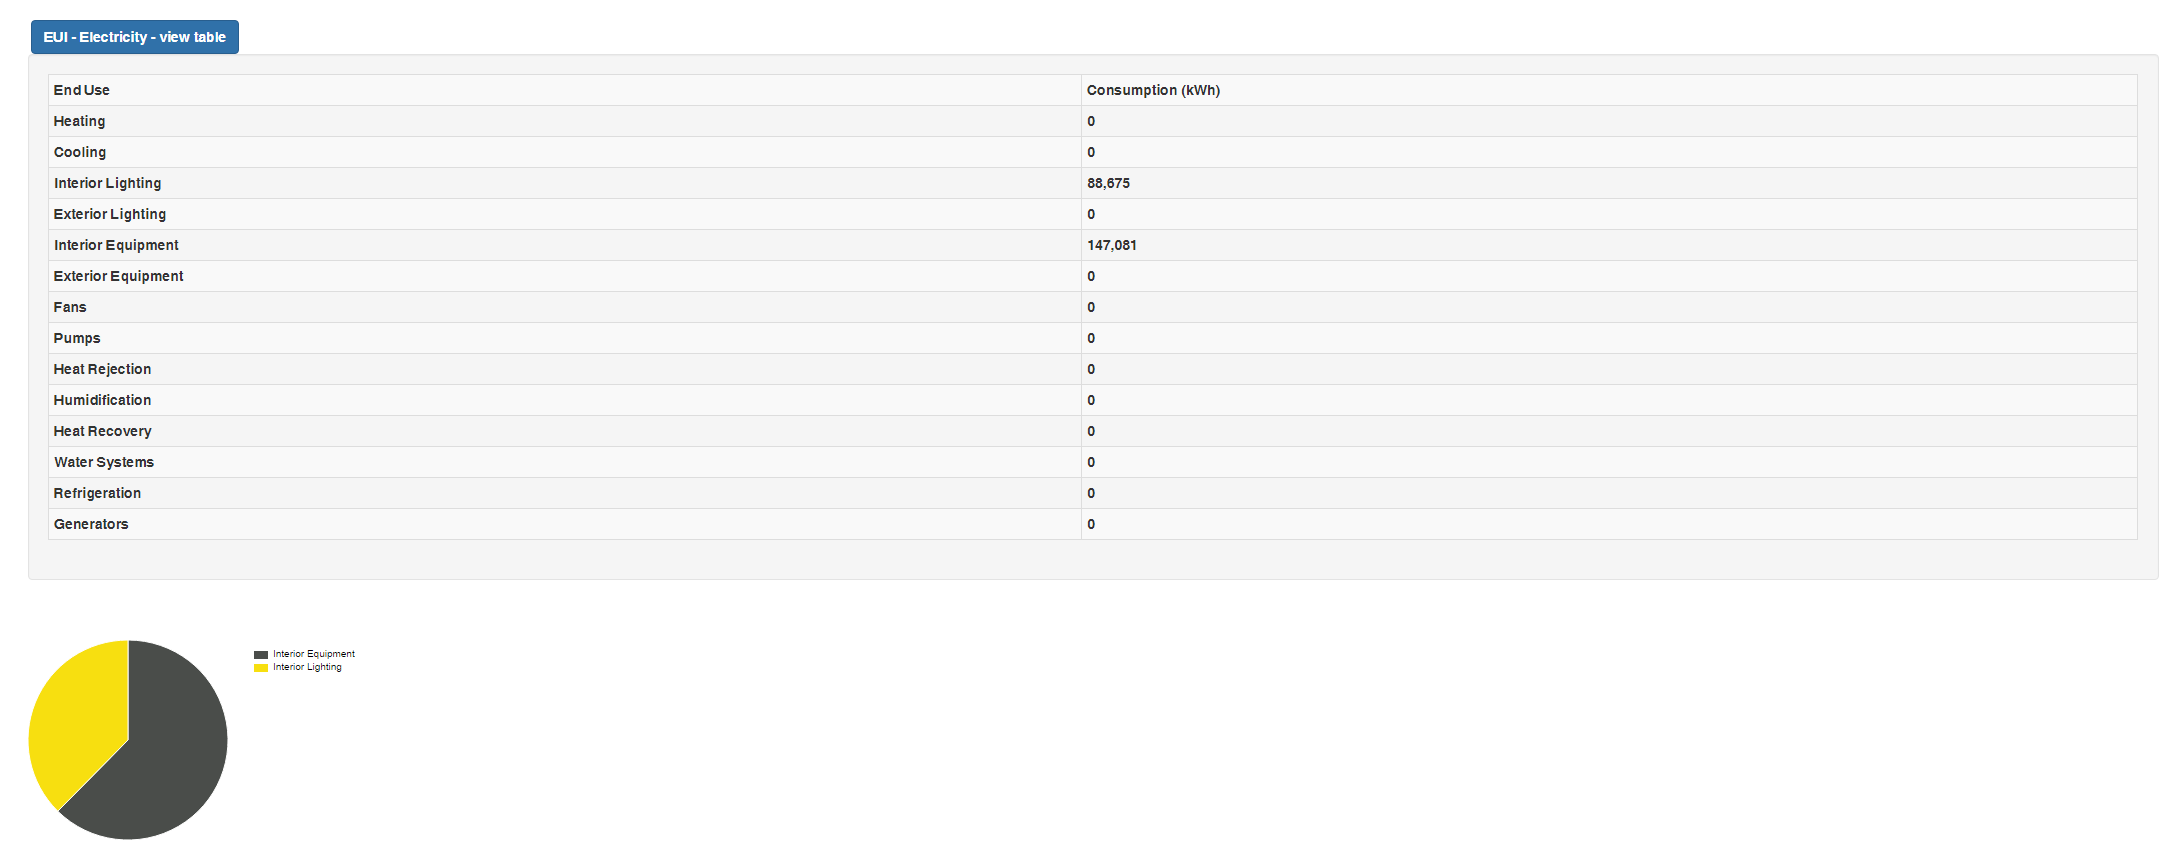 EUI - Electricity - view table
End Use Consumption (kWh)
Heating 0
Cooling 0
Interior Lighting 88,675
Exterior Lighting 0
Interior Equipment 147,081
Exterior Equipment 0
Fans 0
Pumps 0
Heat Rejection 0
Humidification 0
Heat Recovery 0
Water Systems 0
Refrigeration 0
Generators 0
Interior Equipment
Interior Lighting